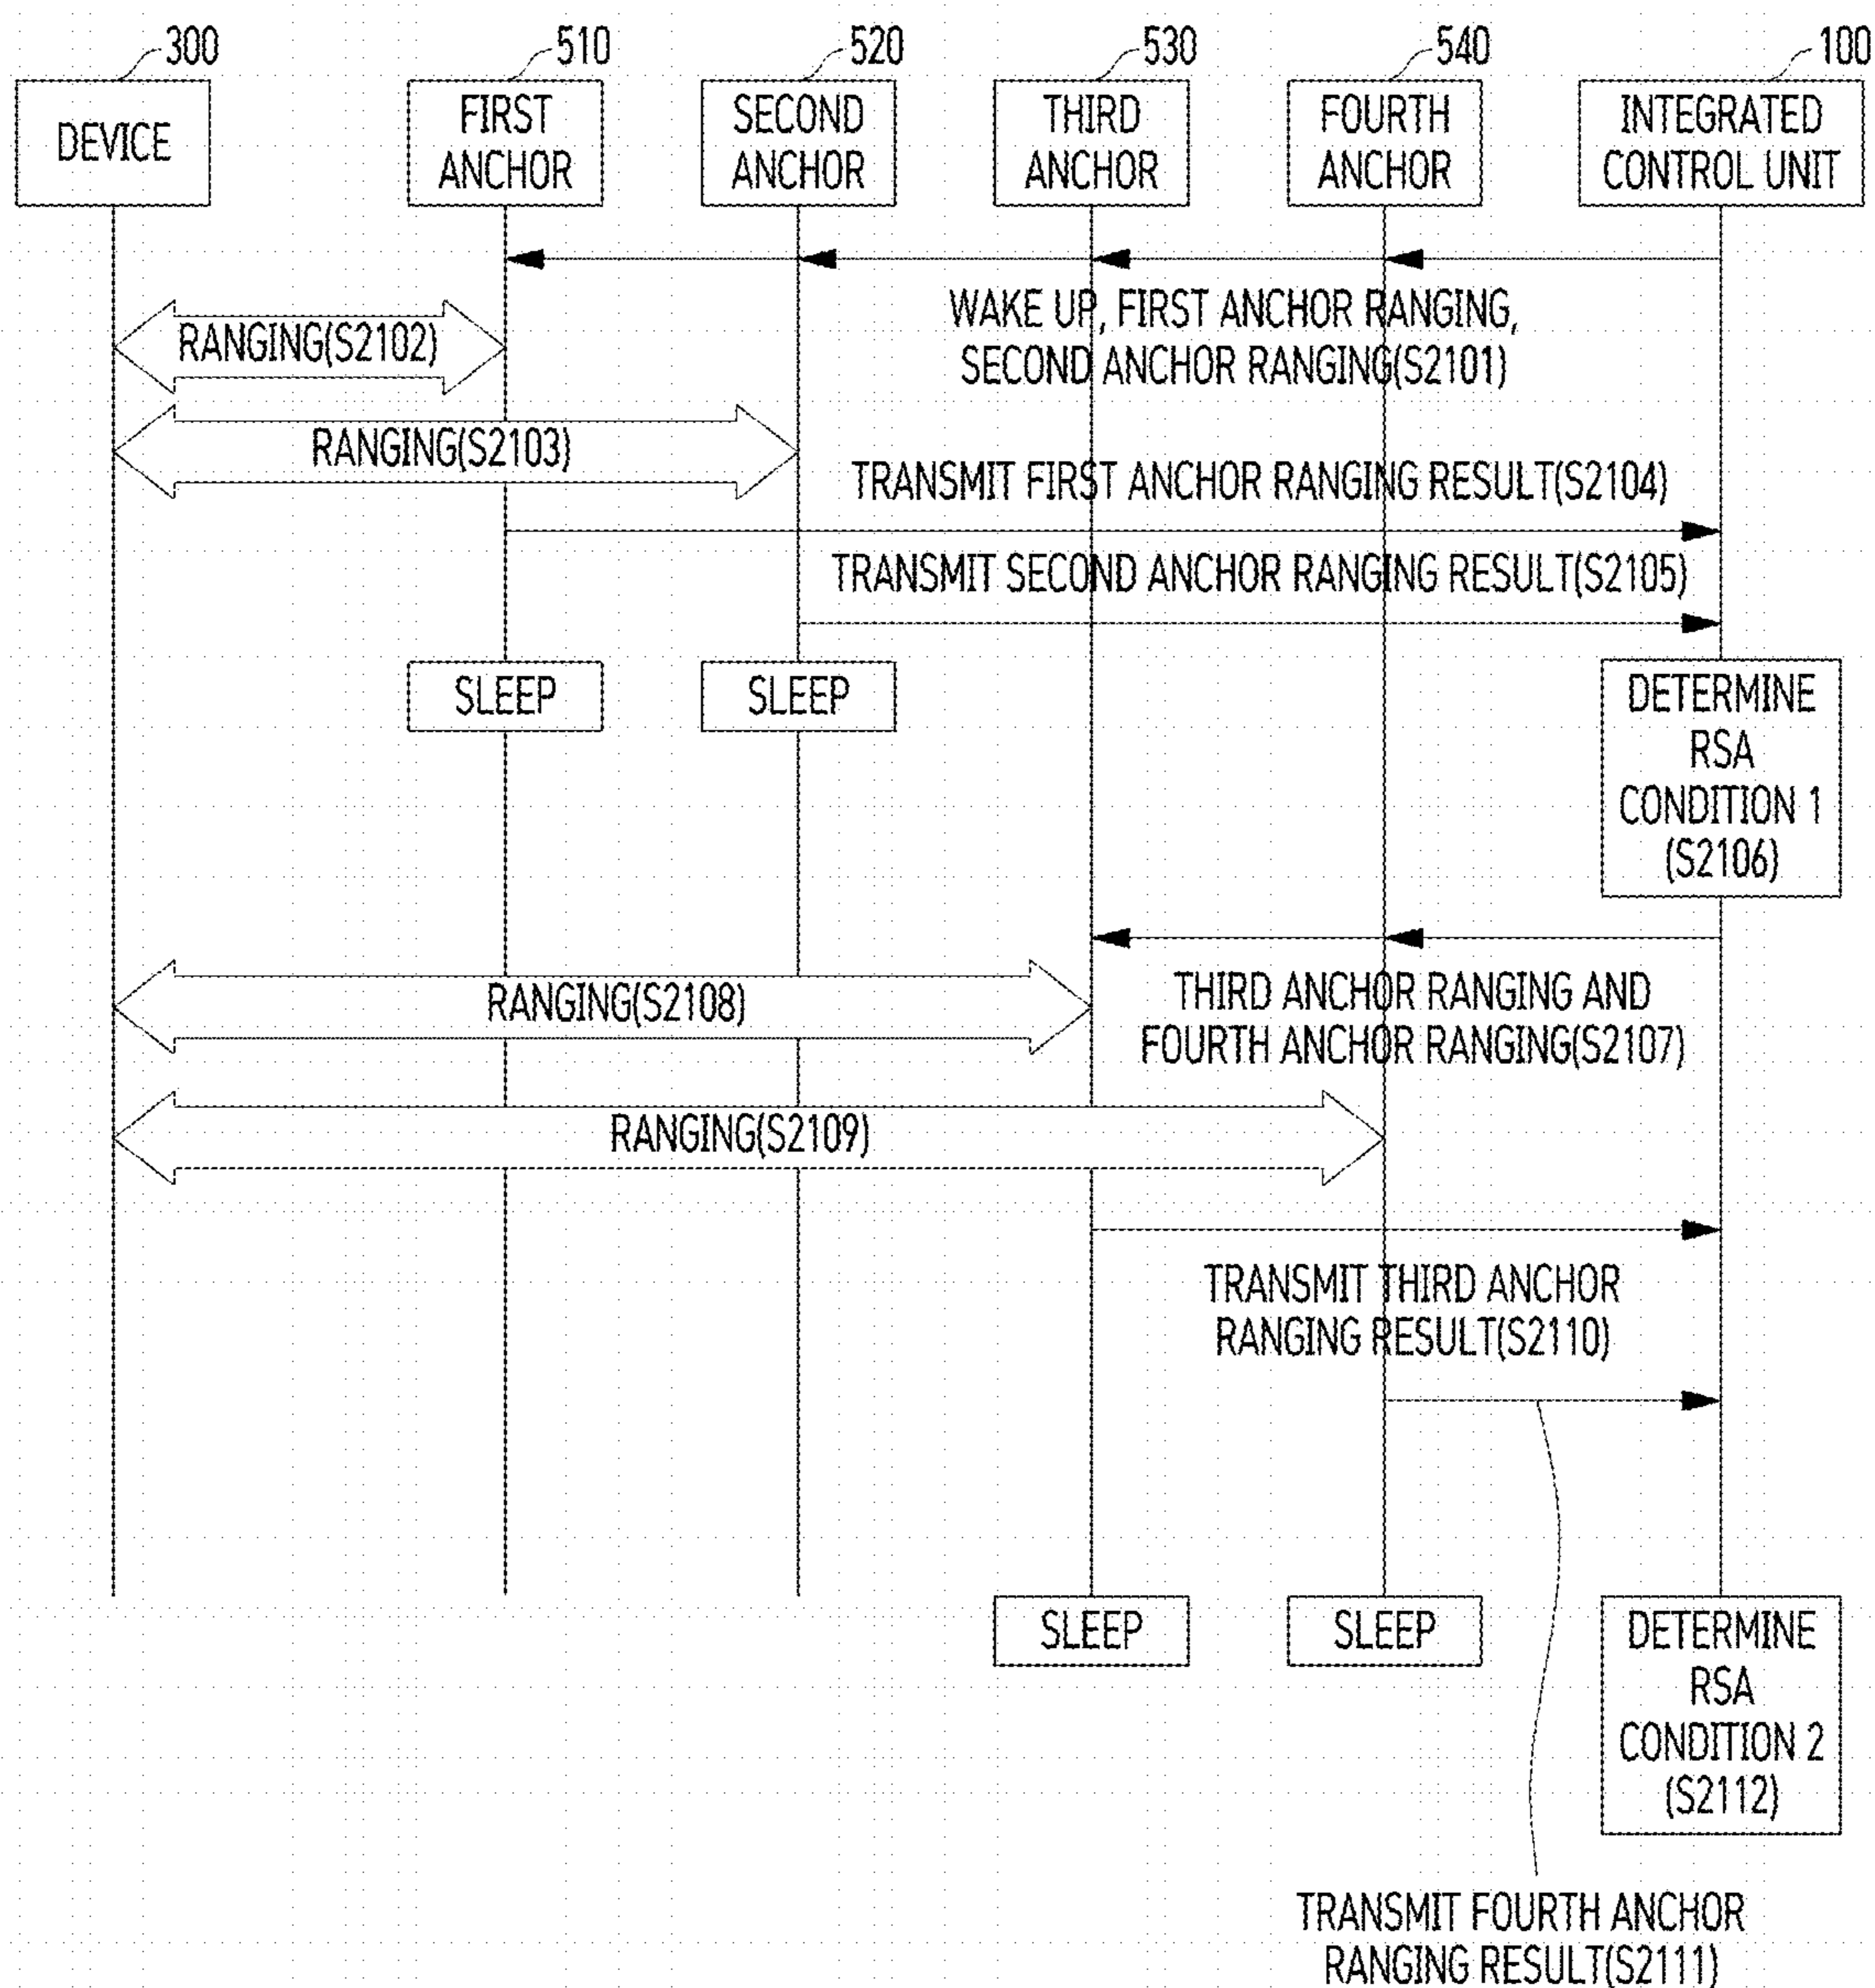 300
510
520
530
540
100
DEVICE
FIRST
ANCHOR
SECOND
ANCHOR
THIRD
ANCHOR
FOURTH
ANCHOR
INTEGRATED
CONTROL UNIT
WAKE UP, FIRST ANCHOR RANGING,
SECOND ANCHOR RANGING(S2101)
RANGING(S2102)
RANGING(S2103)
TRANSMIT FIRST ANCHOR RANGING RESULT(S2104)
TRANSMIT SECOND ANCHOR RANGING RESULT(S2105)
SLEEP
SLEEP
DETERMINE
RSA
CONDITION 1
(S2106)
THIRD ANCHOR RANGING AND
FOURTH ANCHOR RANGING(S2107)
RANGING(S2108)
RANGING(S2109)
TRANSMIT THIRD ANCHOR
RANGING RESULT(S2110)
SLEEP
SLEEP
DETERMINE
RSA
CONDITION 2
(S2112)
TRANSMIT FOURTH ANCHOR
RANGING RESULT(S2111)